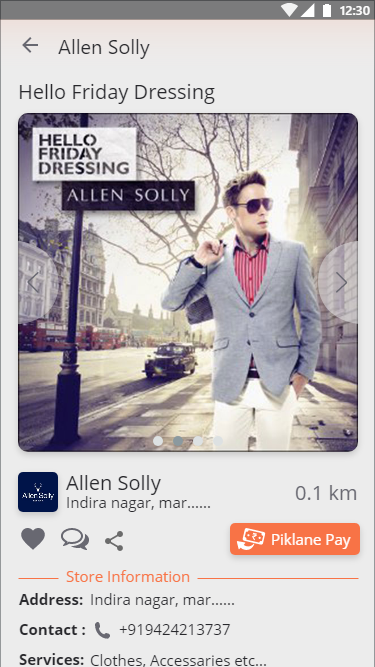 12:30
Allen Solly
Hello Friday Dressing
HELLO
FRIDAY
DRESSING
ALLEN SOLLY
Allen Solly
Allen Solly
0.1 km
Indira nagar, mar......
Piklane Pay
Store Information
Address: Indira nagar, mar......
Contact : +919424213737
Services: Clothes, Accessaries etc...